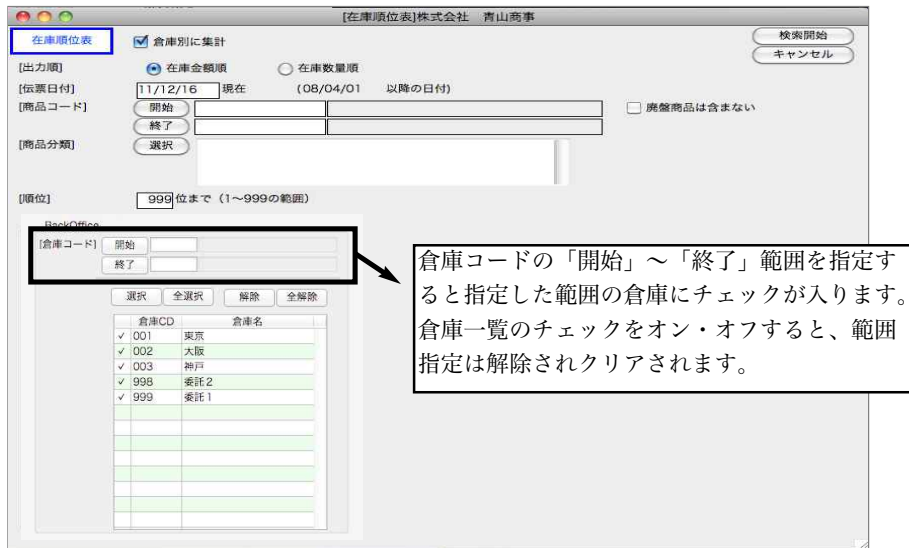 [在庫順位表]株式会社 青山商事
在庫順位表 倉庫別に集計 検索開始
キャンセル
[出力順] 在庫金額順 在庫数量順
[伝票日付] 11/12/16 現在 (08/04/01 以降の日付)
[商品コード] 開始 廃盤商品は含まない
終了
[商品分類] 選択
[順位] 999 位まで (1〜999の範囲)
BackOffice
[倉庫コード] 開始
終了
倉庫コードの「開始」〜「終了」範囲を指定す
ると指定した範囲の倉庫にチェックが入ります。
倉庫一覧のチェックをオン・オフすると、範囲
指定は解除されクリアされます。
選択 全選択 解除 全解除
倉庫CD 倉庫名
✓ 001 東京
✓ 002 大阪
✓ 003 神戸
✓ 998 委託2
✓ 999 委託1